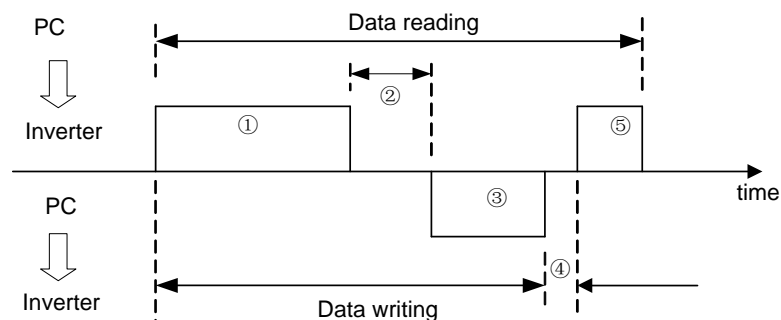 PC
Data reading
②
①
⑤
Inverter
time
PC
③
④
Inverter
Data writing